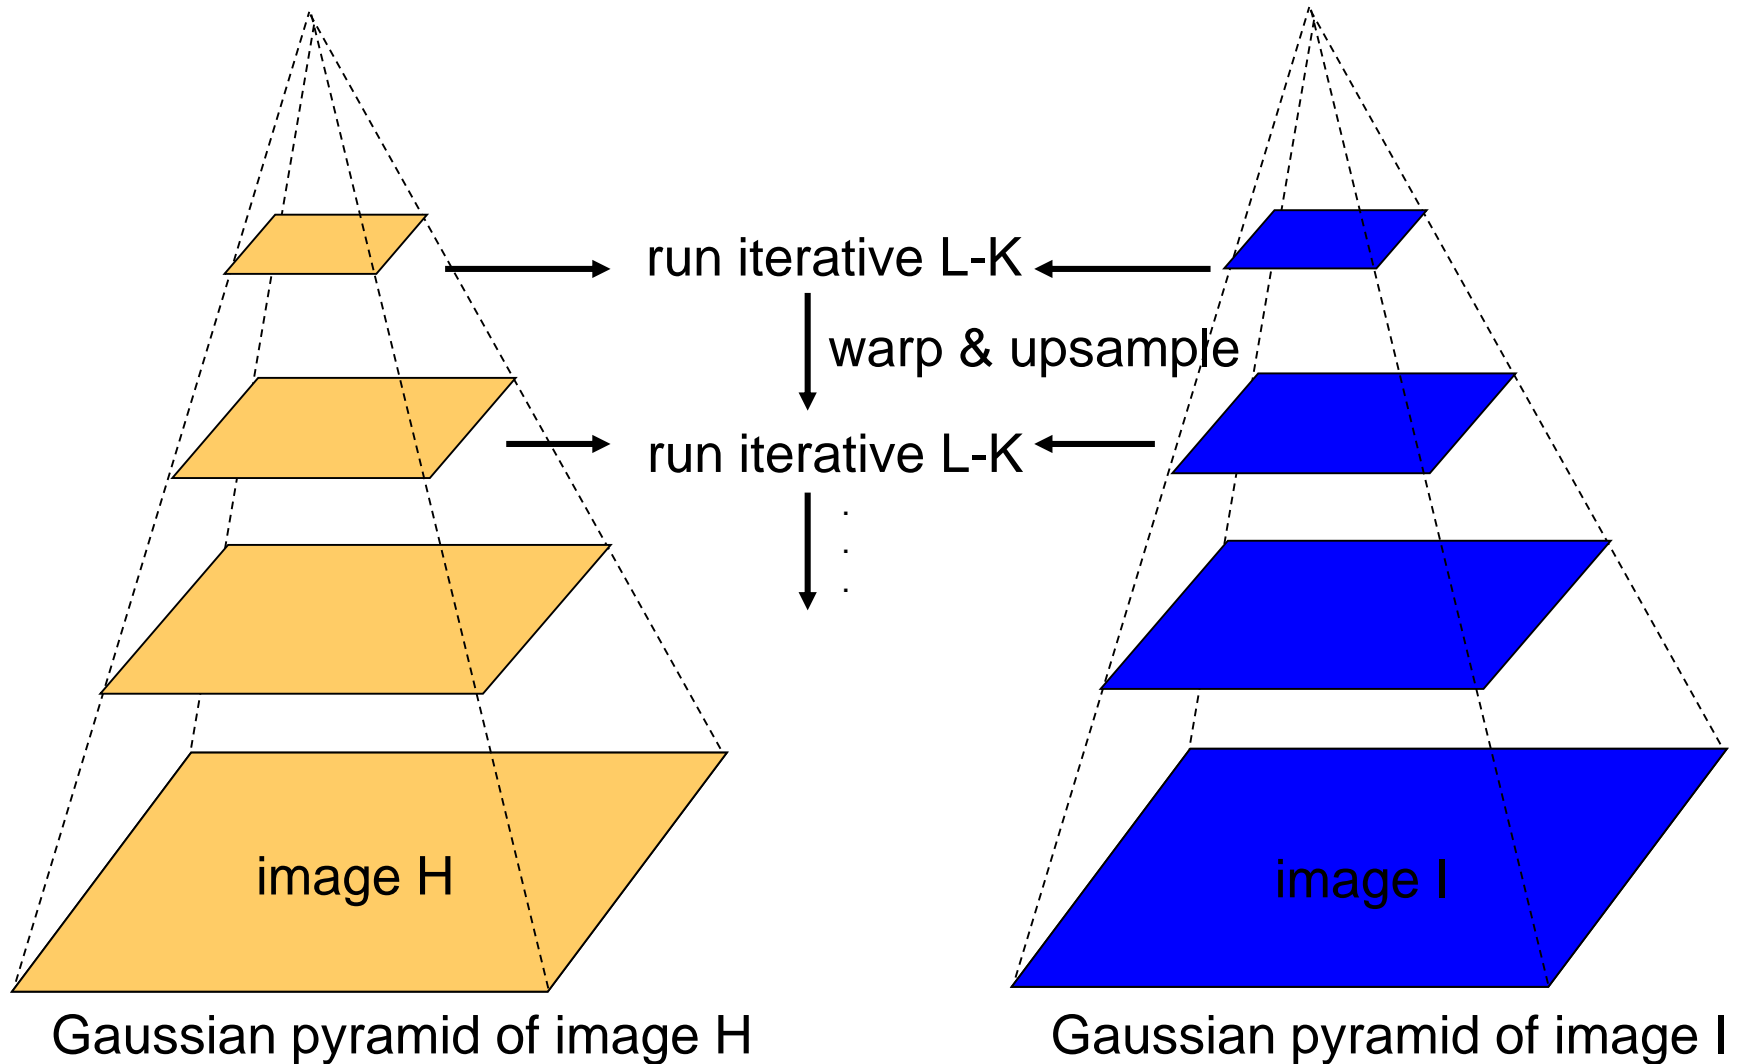 run iterative L-K
warp & upsample
run iterative L-K
.
.
.
image H
image I
Gaussian pyramid of image H
Gaussian pyramid of image I